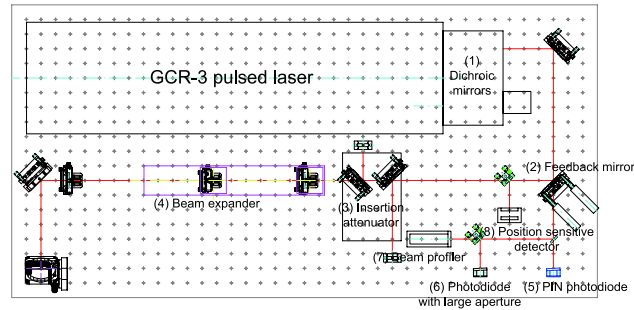 GCR-3 pulsed laser
(1)
Dichroic
mirrors
(2) Feedback mirror
(3) Insertion
attenuator
(4) Beam expander
(8) Position sensitive
detector
(7) Beam profiler
(6) Photodiode
with large aperture
(5) PIN photodiode